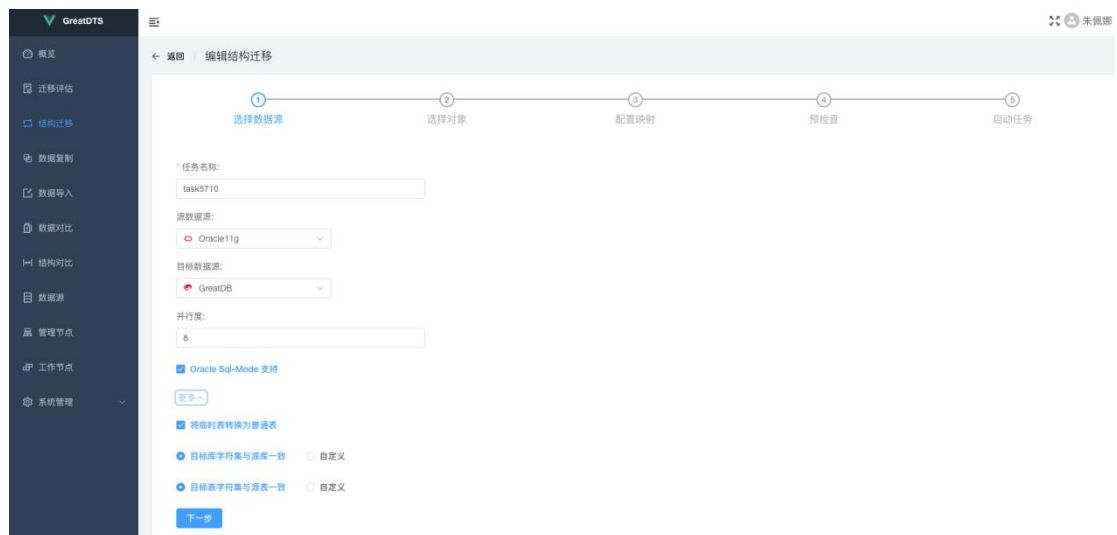 GreatDTS
朱佩娜
概览
← 返回 编辑结构迁移
迁移评估
1 2 3 4 5
选择数据源 选择对象 配置映射 预检查 启动任务
结构迁移
数据复制
数据导入
数据对比
结构对比
数据源
管理节点
工作节点
系统管理
* 任务名称:
task5710
源数据源:
Oracle11g
目标数据源:
GreatDB
并行度:
8
Oracle Sql-Mode 支持
更多
将临时表转换为普通表
目标库字符集与源库一致 自定义
目标表字符集与源表一致 自定义
下一步